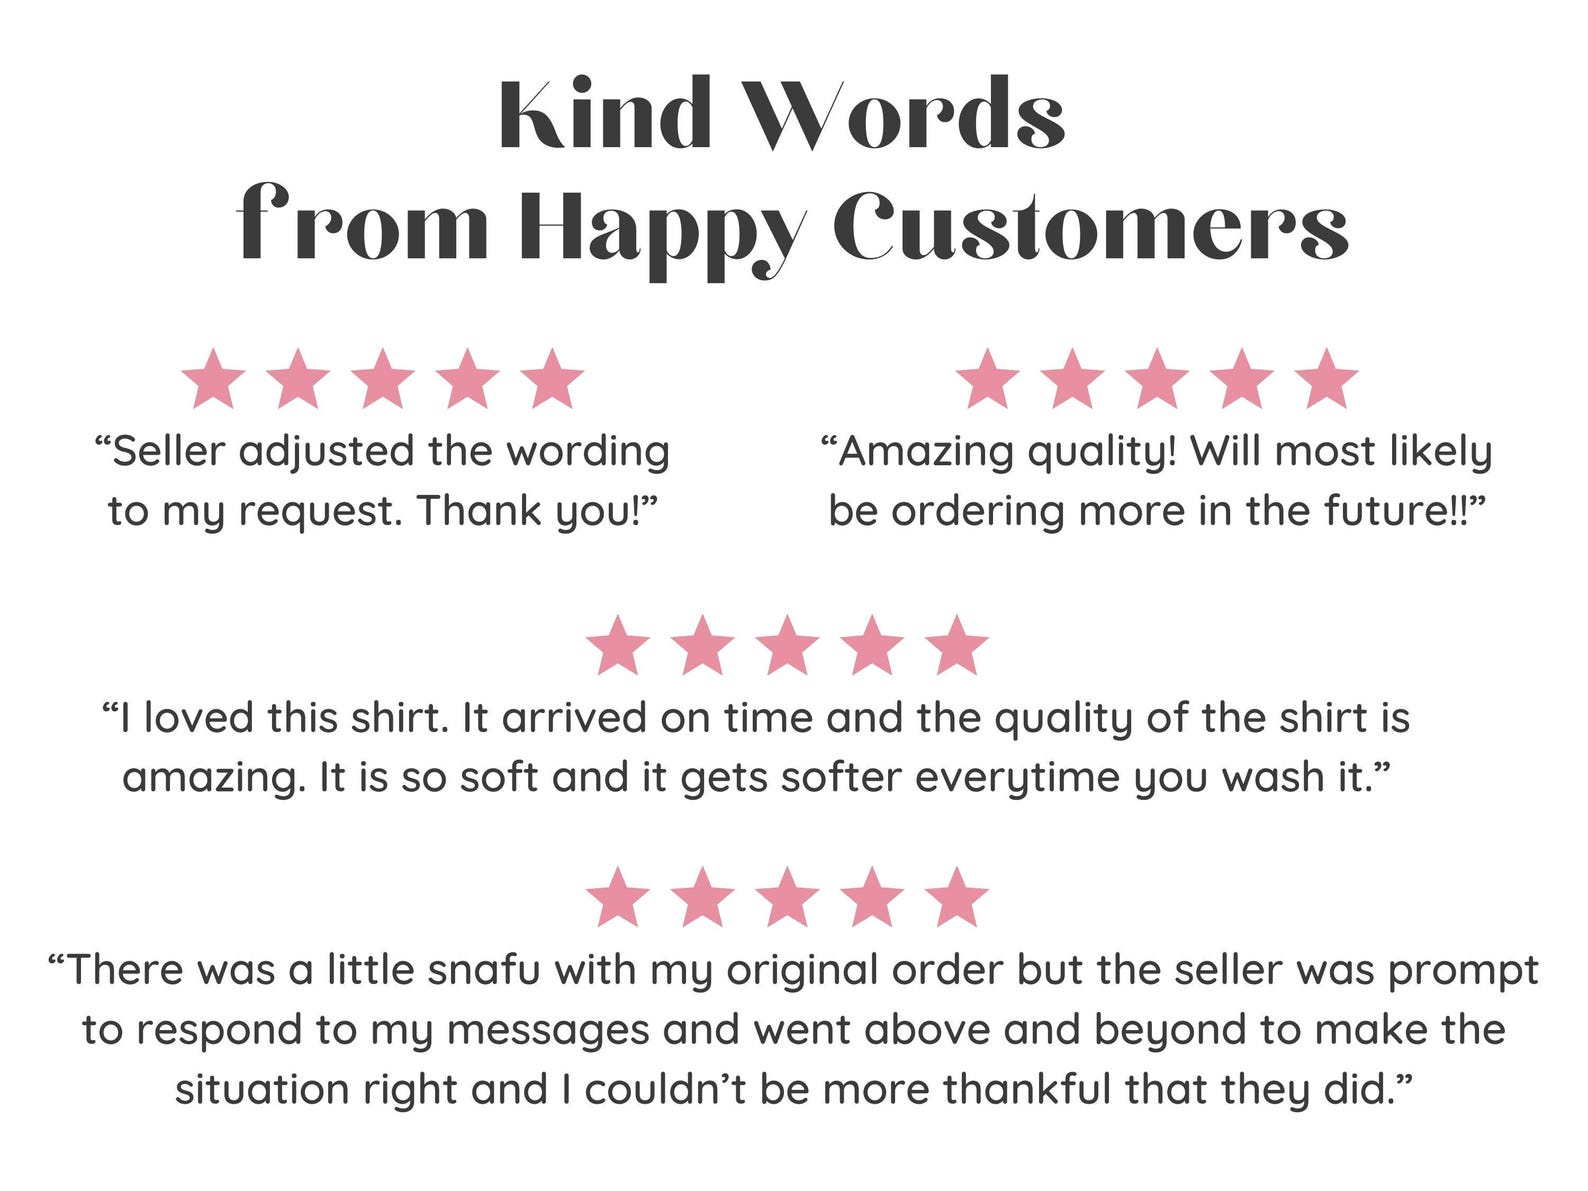 Kind Words
from Happy Customers
“Seller adjusted the wording
to my request. Thank you!”
“Amazing quality! Will most likely
be ordering more in the future!!”
“I loved this shirt. It arrived on time and the quality of the shirt is
amazing. It is so soft and it gets softer everytime you wash it.”
“There was a little snafu with my original order but the seller was prompt
to respond to my messages and went above and beyond to make the
situation right and I couldn’t be more thankful that they did.”